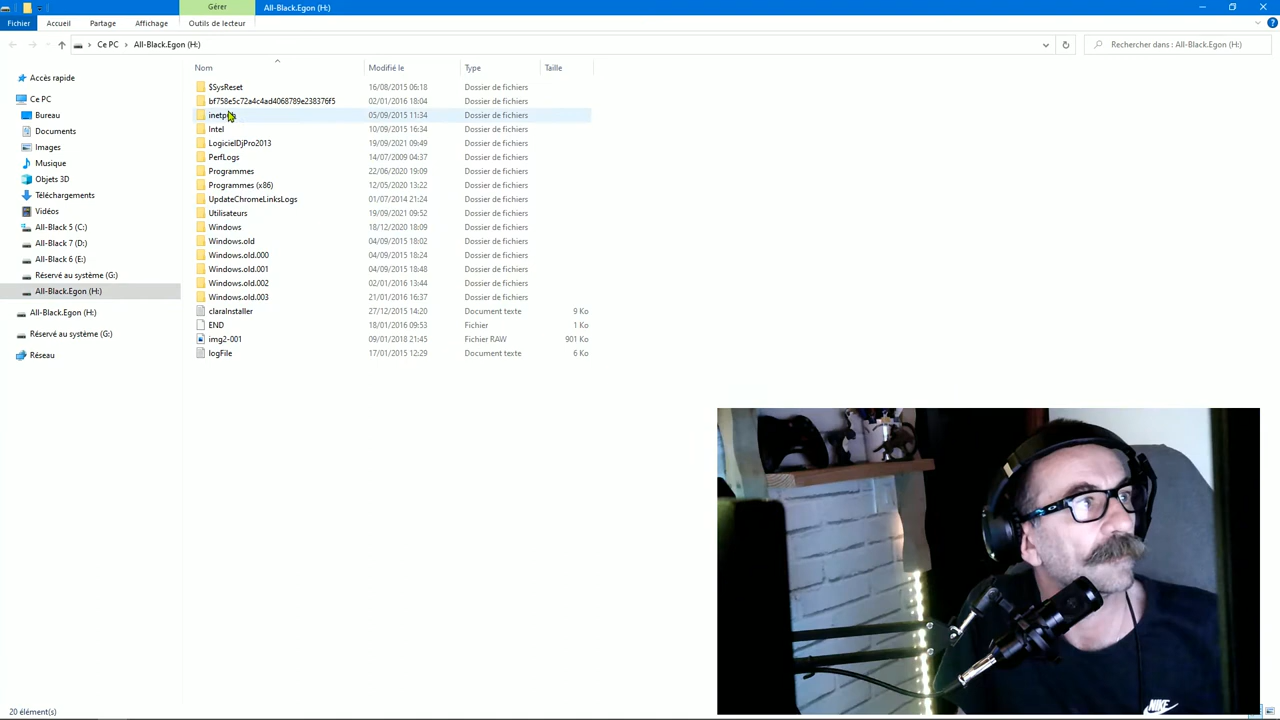 Gérer
All-Black.Egon (H:)
Fichier
Accueil
Partage
Affichage
Outils de lecteur
Ce PC
All-Black.Egon (H:)
Rechercher dans : All-Black.Egon (H:)
Accès rapide
Ce PC
Bureau
Documents
Images
Musique
Objets 3D
Téléchargements
Vidéos
All-Black 5 (C:)
All-Black 7 (D:)
All-Black 6 (E:)
Réservé au système (G:)
All-Black.Egon (H:)
All-Black.Egon (H:)
Réservé au système (G:)
Réseau
Nom Modifié le Type Taille
$SysReset 16/08/2015 06:18 Dossier de fichiers
bf758e5c72a4c4ad4068789e238376f5 02/01/2016 18:04 Dossier de fichiers
05/09/2015 11:34 Dossier de fichiers
Intel 10/09/2015 16:34 Dossier de fichiers
LogicielDjPro2013 19/09/2021 09:49 Dossier de fichiers
PerfLogs 14/07/2009 04:37 Dossier de fichiers
Programmes 22/06/2020 19:09 Dossier de fichiers
Programmes (x86) 12/05/2020 13:22 Dossier de fichiers
UpdateChromeLinksLogs 01/07/2014 21:24 Dossier de fichiers
Utilisateurs 19/09/2021 09:52 Dossier de fichiers
Windows 18/12/2020 18:09 Dossier de fichiers
Windows.old 04/09/2015 18:02 Dossier de fichiers
Windows.old.000 04/09/2015 18:24 Dossier de fichiers
Windows.old.001 04/09/2015 18:48 Dossier de fichiers
Windows.old.002 02/01/2016 13:44 Dossier de fichiers
Windows.old.003 21/01/2016 16:37 Dossier de fichiers
claraInstaller 27/12/2015 14:20 Document texte 9 Ko
END 18/01/2016 09:53 Fichier 1 Ko
img2-001 09/01/2018 21:45 Fichier RAW 901 Ko
logFile 17/01/2015 12:29 Document texte 6 Ko
NIKE
20 élément(s)